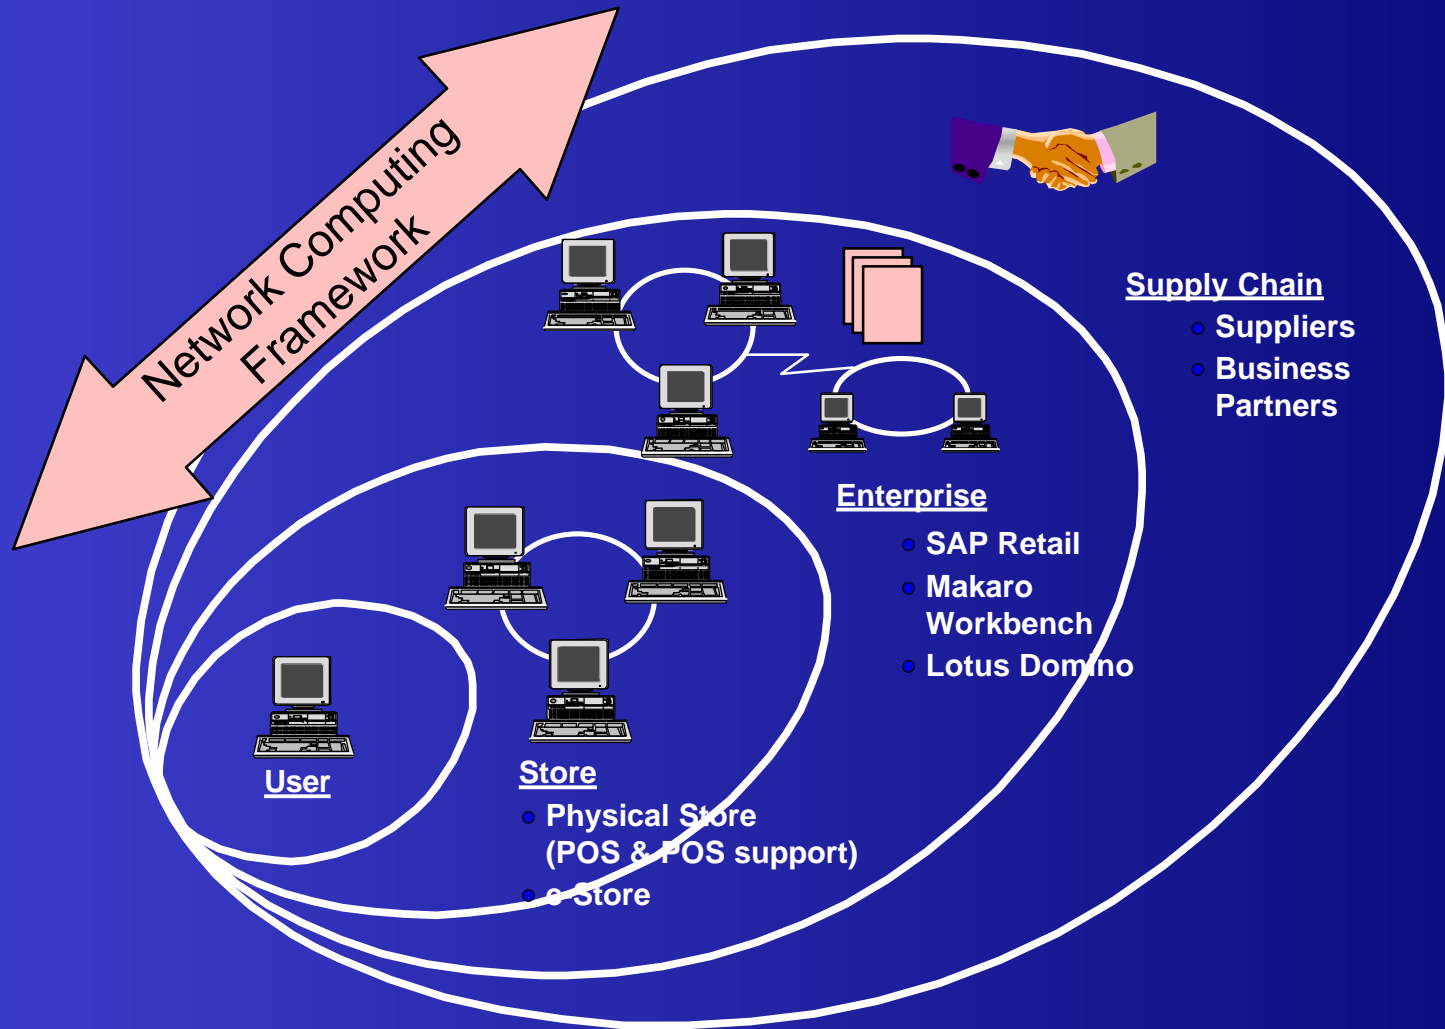 Network Computing
Framework
Supply Chain
Suppliers
Business
Partners
Enterprise
SAP Retail
Makaro
Workbench
Lotus Domino
User
Store
Physical Store
(POS & POS support)
e-Store